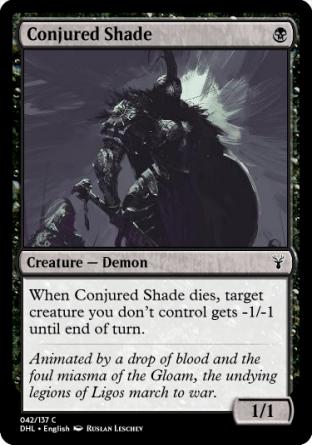 Conjured Shade
Creature — Demon
When Conjured Shade dies, target
creature you don't control gets -1/-1
until end of turn.
Animated by a drop of blood and the
foul miasma of the Gloam, the undying
legions of Ligos march to war.
1/1
042/137 C
DHL • English Ruslan Leschev